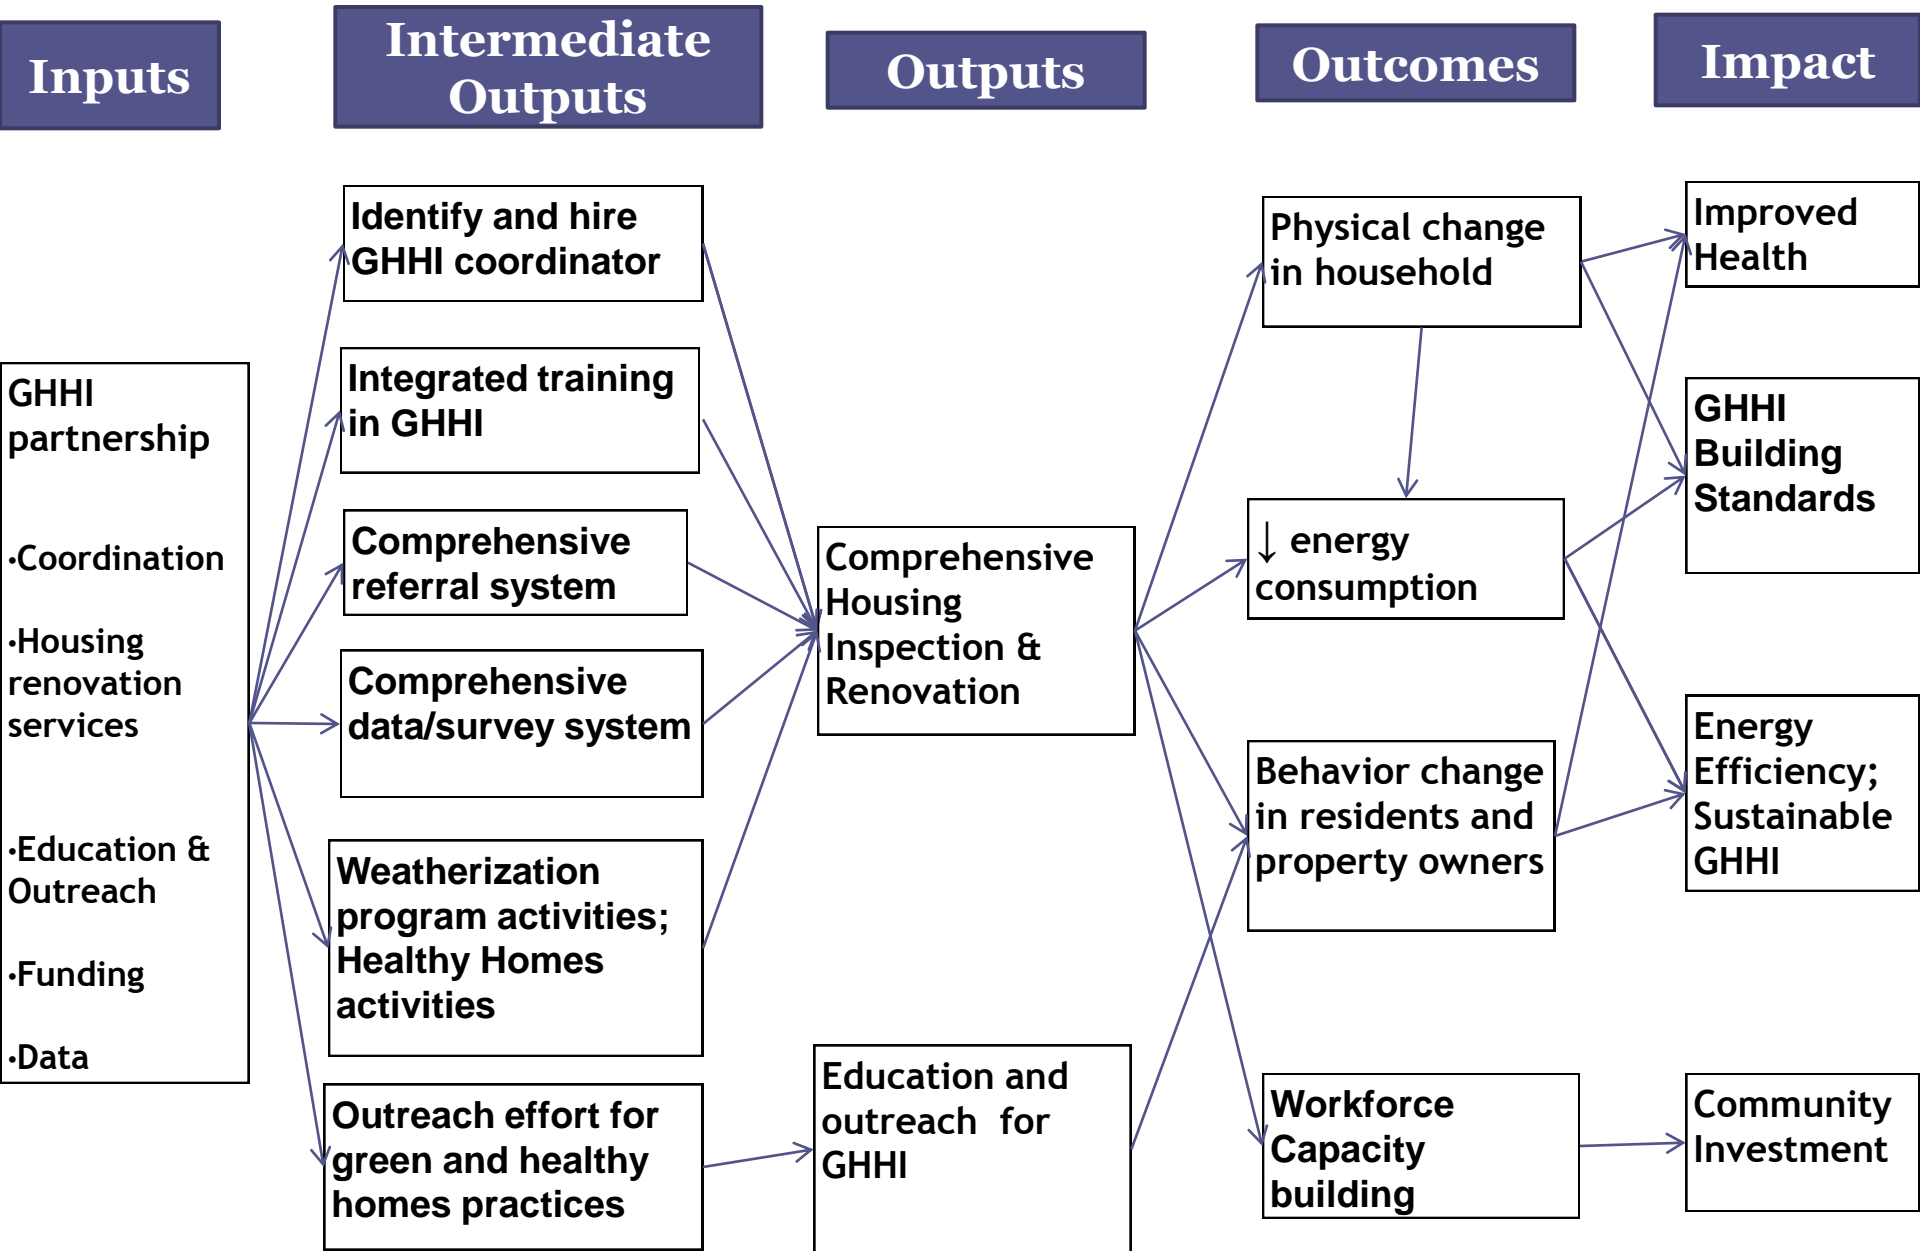 Inputs
Intermediate
Outputs
Outputs
Outcomes
Impact
GHHI
partnership
•Coordination
•Housing
renovation
services
•Education &
Outreach
•Funding
•Data
Identify and hire
GHHI coordinator
Integrated training
in GHHI
Comprehensive
referral system
Comprehensive
data/survey system
Weatherization
program activities;
Healthy Homes
activities
Outreach effort for
green and healthy
homes practices
Comprehensive
Housing
Inspection &
Renovation
Education and
outreach  for
GHHI
Physical change
in household
↓ energy
consumption
Behavior change
in residents and
property owners
Workforce
Capacity
building
Improved
Health
GHHI
Building
Standards
Energy
Efficiency;
Sustainable
GHHI
Community
Investment